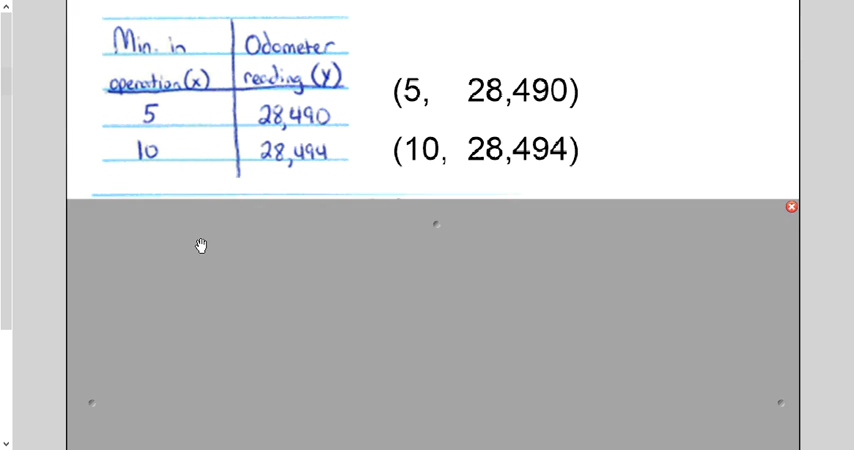 Min. in Odometer
operation (x) reading (y)
5 28,490
10 28,494
(5, 28,490)
(10, 28,494)